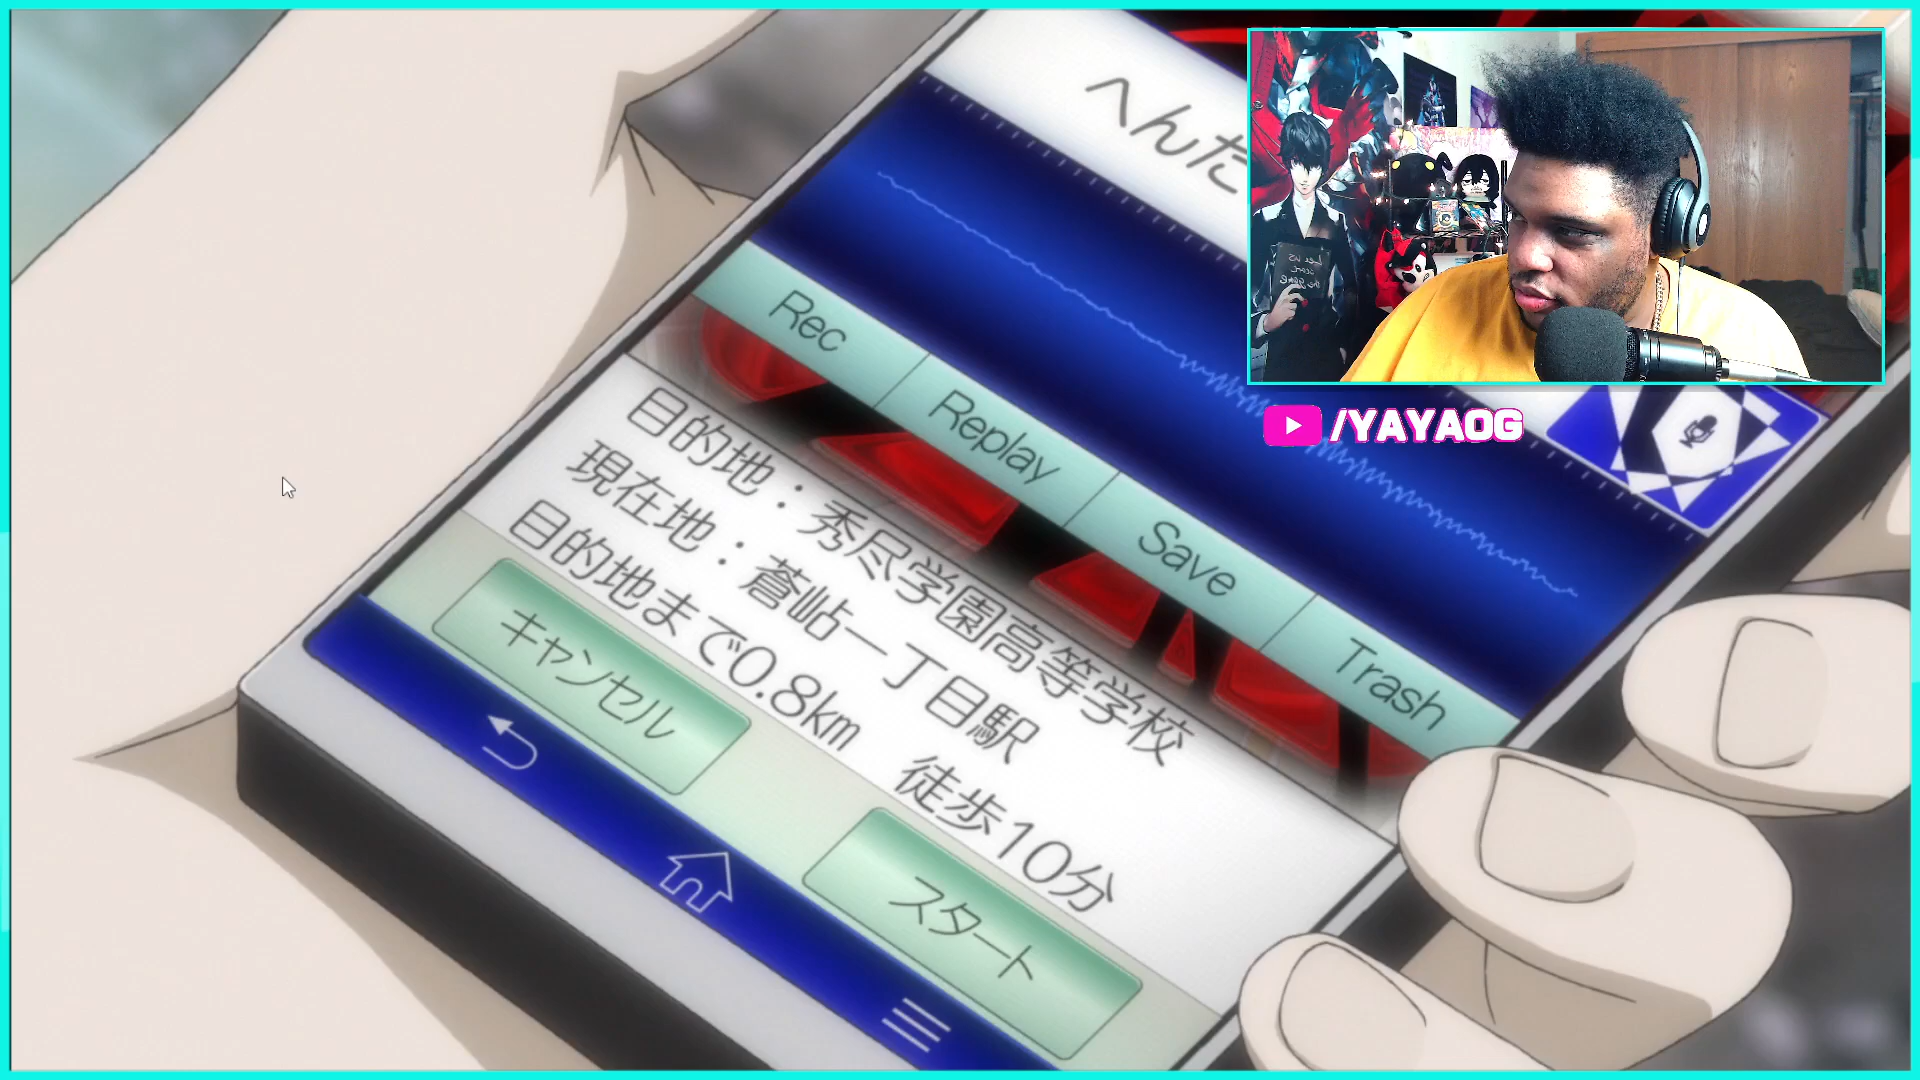 へんた
/YAYAOG
Rec
Replay
Save
Trash
目的地：秀尽学園高等学校
現在地：蒼岾一丁目駅
目的地まで0.8km　徒歩10分
キャンセル
スタート